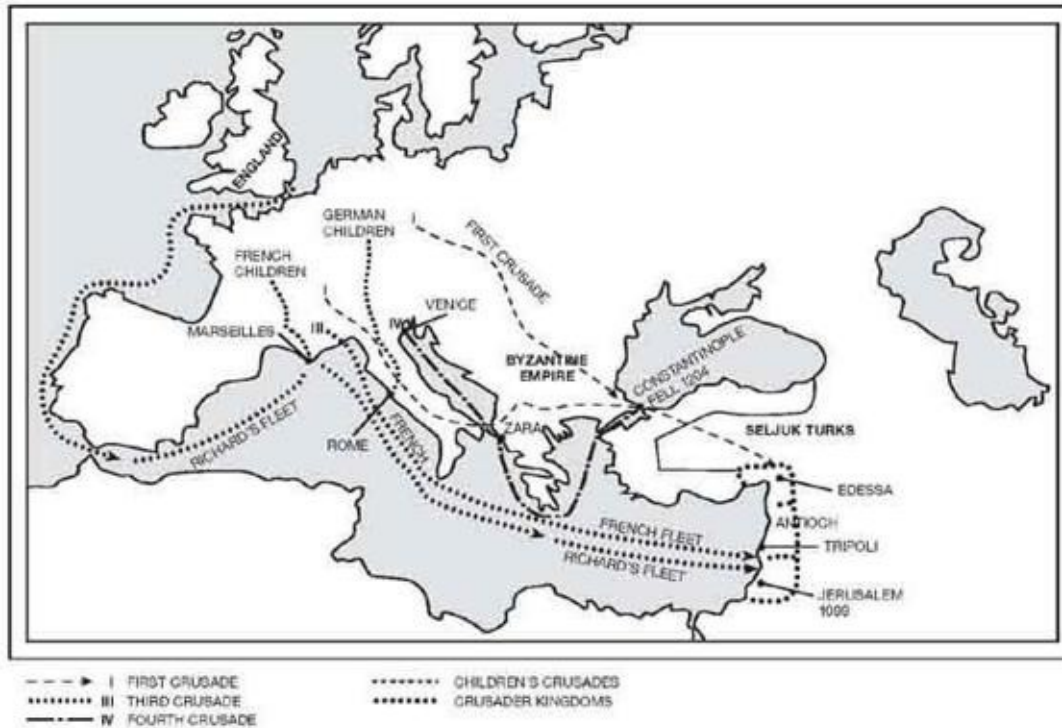 ENGLAND
GERMAN
CHILDREN
FRENCH
CHILDREN
I
FIRST CRUSADE
I
MARSEILLES
III
IV
VENICE
BYZANTIME
EMPIRE
CONSTANTINOPLE
FELL 1204
RICHARD'S FLEET
ROME
FRENCH
ZARA
SELJUK TURKS
EDESSA
ANTIOCH
FRENCH FLEET
TRIPOLI
RICHARD'S FLEET
JERUSALEM
1099
I FIRST CRUSADE
III THIRD CRUSADE
IV FOURTH CRUSADE
CHILDREN'S CRUSADES
CRUSADER KINGDOMS